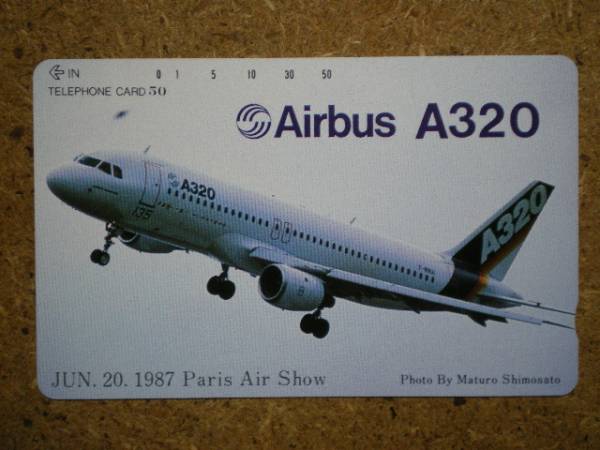 IN 0 1 5 10 30 50
TELEPHONE CARD 50
Airbus A320
A320
135
A320
JUN. 20. 1987 Paris Air Show
Photo By Maturo Shimosato